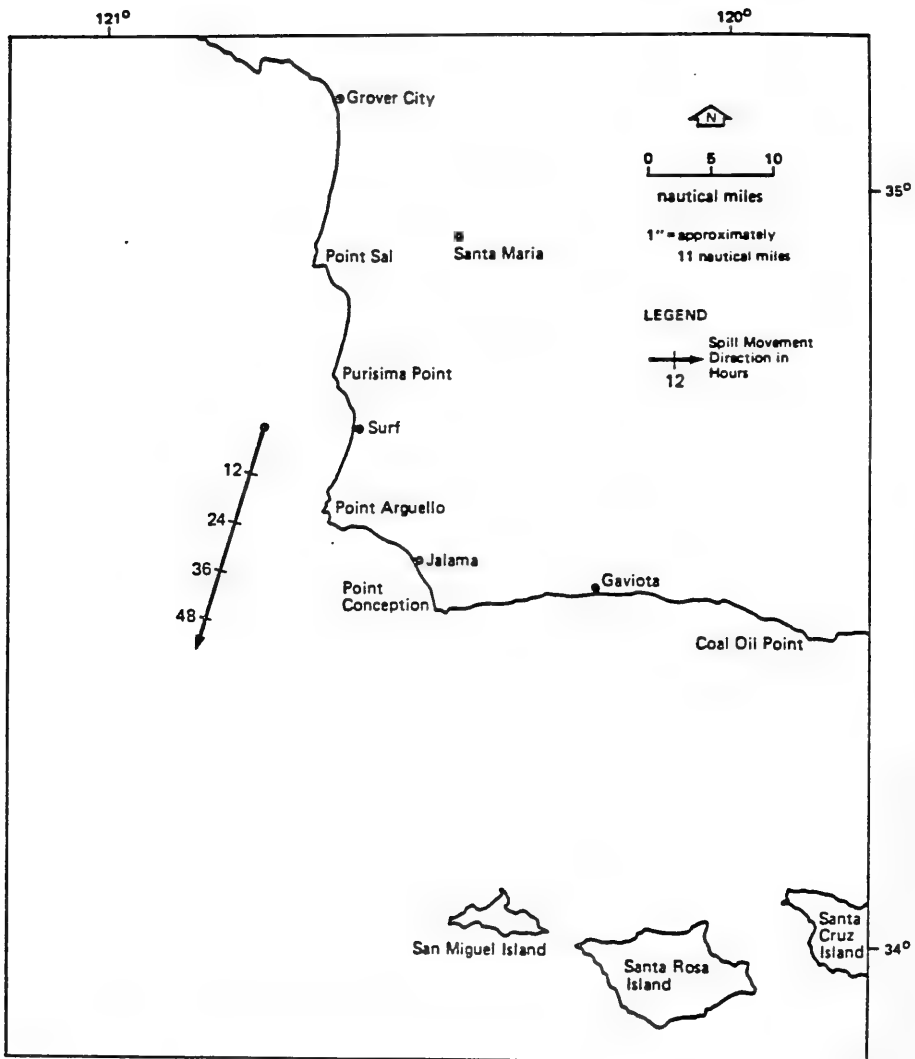 121°
120°
Grover City
N
0 5 10
nautical miles
35°
1" = approximately
11 nautical miles
Point Sal
Santa Maria
LEGEND
Spill Movement
Direction in
Hours
12
Purisima Point
Surf
12
Point Arguello
24
Jalama
36
Gaviota
Point
Conception
48
Coal Oil Point
Santa
Cruz
Island
San Miguel Island
34°
Santa Rosa
Island